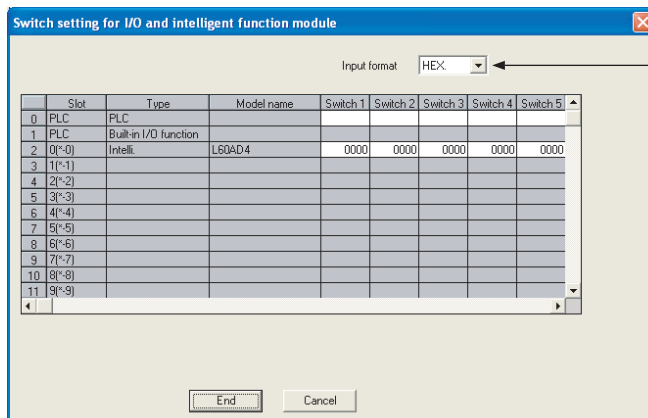 Switch setting for I/O and intelligent function module
Input format HEX.
Slot Type Model name Switch 1 Switch 2 Switch 3 Switch 4 Switch 5
0 PLC PLC
1 PLC Built-in I/O function
2 0(*-0) Intelli. L60AD4 0000 0000 0000 0000 0000
3 1(*-1)
4 2(*-2)
5 3(*-3)
6 4(*-4)
7 5(*-5)
8 6(*-6)
9 7(*-7)
10 8(*-8)
11 9(*-9)
End Cancel